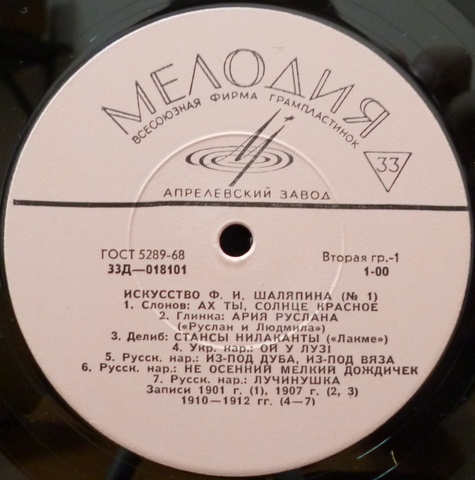 МЕЛОДИЯ
ВСЕСОЮЗНАЯ ФИРМА ГРАМПЛАСТИНОК
33
АПРЕЛЕВСКИЙ ЗАВОД
ГОСТ 5289-68
Вторая гр.-1
33Д—018101
1-00
ИСКУССТВО Ф. И. ШАЛЯПИНА (№ 1)
1. Слонов: АХ ТЫ, СОЛНЦЕ КРАСНОЕ
2. Глинка: АРИЯ РУСЛАНА
(«Руслан и Людмила»)
3. Делиб: СТАНСЫ НИЛАКАНТЫ («Лакме»)
4. Укр. нар.: ОЙ У ЛУЗІ
5. Русск. нар.: ИЗ-ПОД ДУБА, ИЗ-ПОД ВЯЗА
6. Русск. нар.: НЕ ОСЕННИЙ МЕЛКИЙ ДОЖДИЧЕК
7. Русск. нар.: ЛУЧИНУШКА
Записи 1901 г. (1), 1907 г. (2, 3)
1910—1912 гг. (4—7)